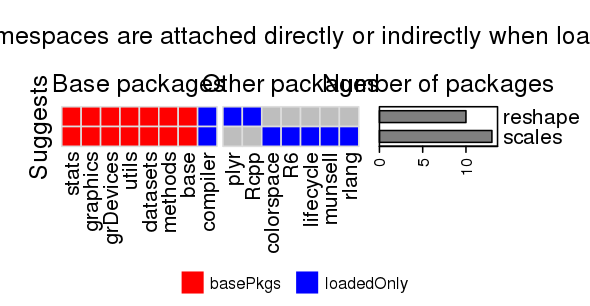 mespaces are attached directly or indirectly when loa
Base packages
Other packages
Number of packages
Suggests
reshape
scales
stats
graphics
grDevices
utils
datasets
methods
base
compiler
plyr
Rcpp
colorspace
R6
lifecycle
munsell
rlang
0
5
10
basePkgs
loadedOnly